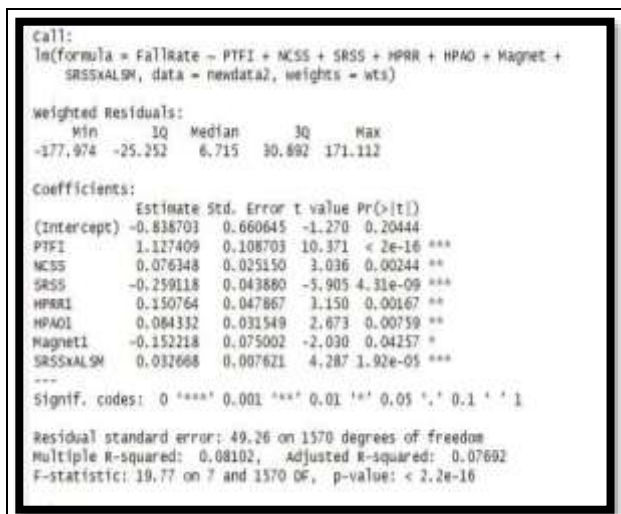 Call:
lm(formula = FallRate ~ PTFI + NCSS + SRSS + HPRR + HPAO + Magnet +
SRSSxALSM, data = newdata2, weights = wts)
Weighted Residuals:
Min 1Q Median 3Q Max
-177.974 -25.252 6.715 30.892 171.112
Coefficients:
Estimate Std. Error t value Pr(>|t|)
(Intercept) -0.838703 0.660645 -1.270 0.20444
PTFI 1.127409 0.108703 10.371 < 2e-16 ***
NCSS 0.076348 0.025150 3.036 0.00244 **
SRSS -0.259118 0.043880 -5.905 4.31e-09 ***
HPRR1 0.150764 0.047867 3.150 0.00167 **
HPAO1 0.084332 0.031549 2.673 0.00759 **
Magnet1 -0.152218 0.075002 -2.030 0.04257 *
SRSSxALSM 0.032668 0.007621 4.287 1.92e-05 ***
---
Signif. codes: 0 '***' 0.001 '**' 0.01 '*' 0.05 '.' 0.1 ' ' 1
Residual standard error: 49.26 on 1570 degrees of freedom
Multiple R-squared: 0.08102, Adjusted R-squared: 0.07692
F-statistic: 19.77 on 7 and 1570 DF, p-value: < 2.2e-16